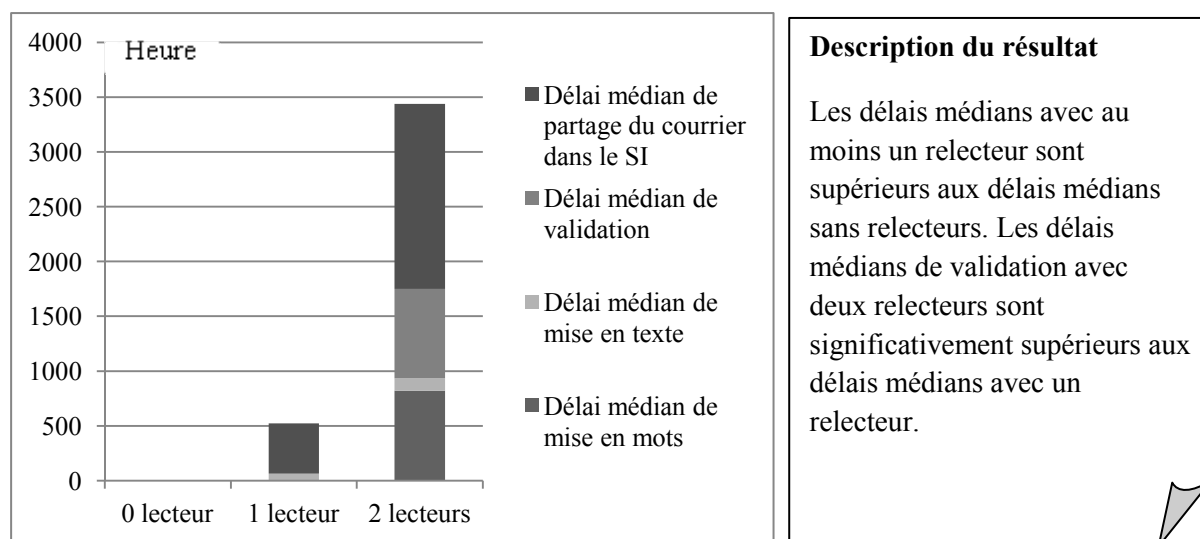 4000
3500
3000
2500
2000
1500
1000
500
0
Heure
0 lecteur
1 lecteur
2 lecteurs
Délai médian de
partage du courrier
dans le SI
Délai médian de
validation
Délai médian de
mise en texte
Délai médian de
mise en mots
Description du résultat
Les délais médians avec au
moins un relecteur sont
supérieurs aux délais médians
sans relecteurs. Les délais
médians de validation avec
deux relecteurs sont
significativement supérieurs aux
délais médians avec un
relecteur.